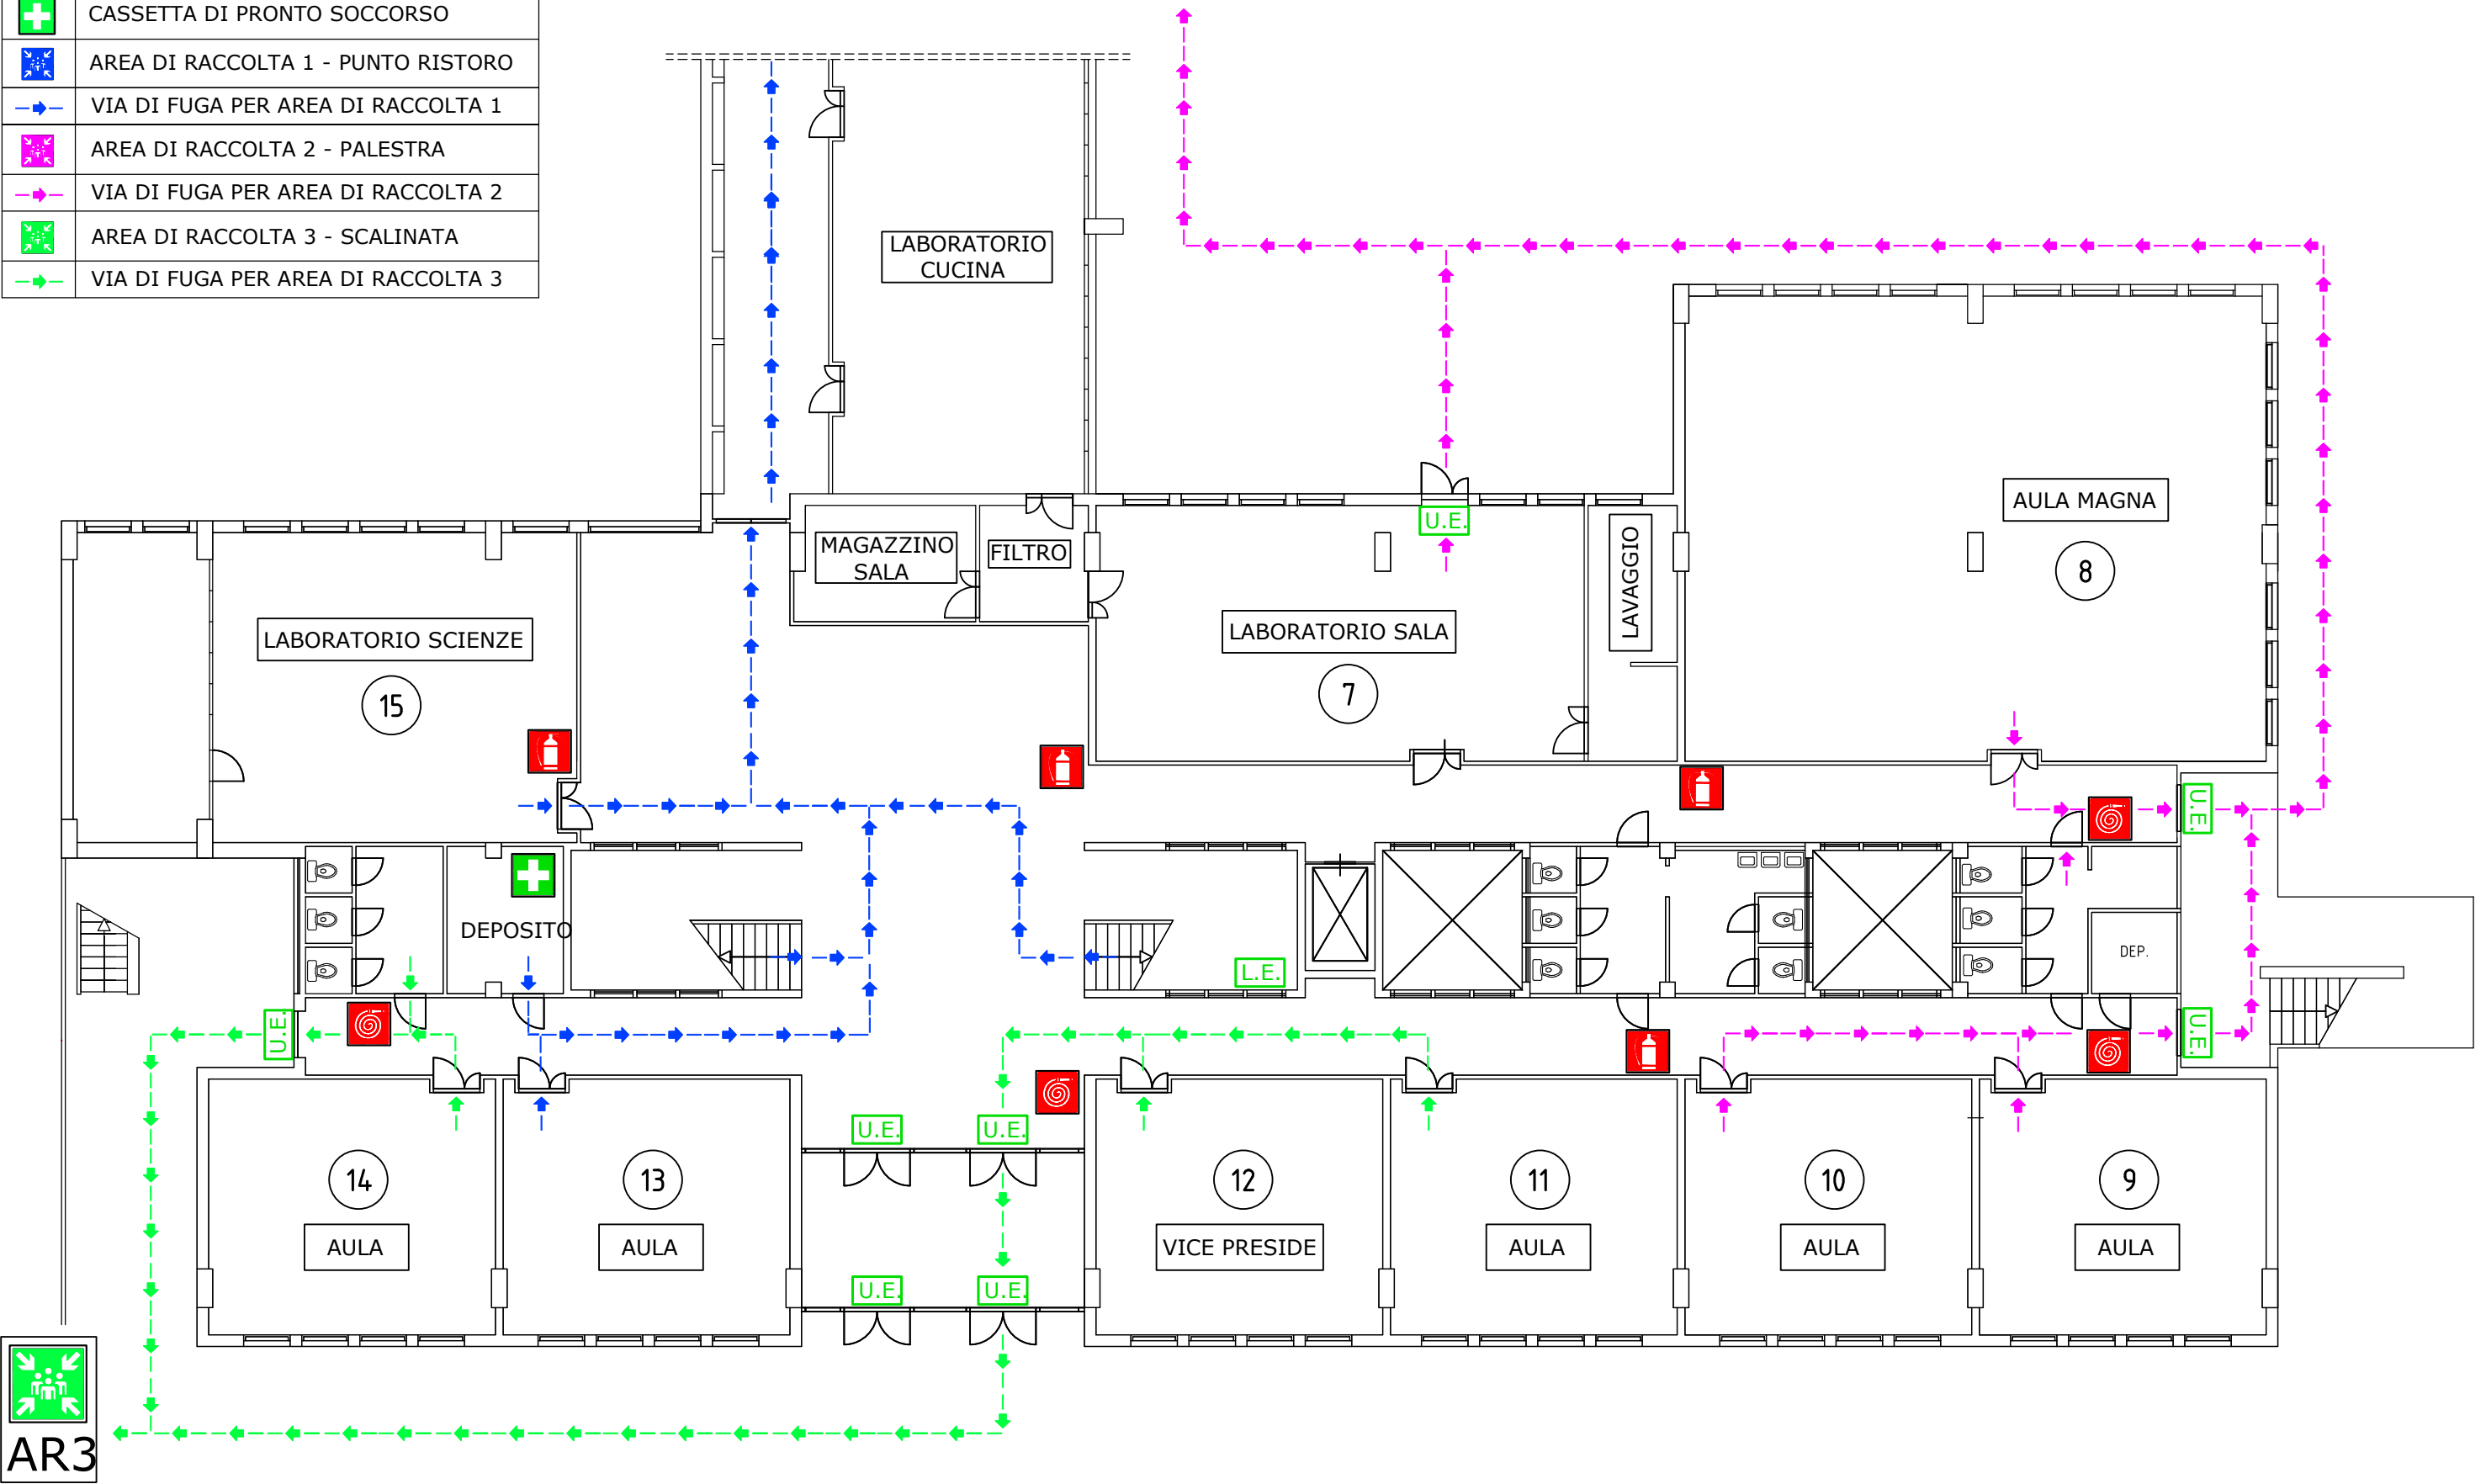 CASSETTA DI PRONTO SOCCORSO
AREA DI RACCOLTA 1 - PUNTO RISTORO
VIA DI FUGA PER AREA DI RACCOLTA 1
AREA DI RACCOLTA 2 - PALESTRA
VIA DI FUGA PER AREA DI RACCOLTA 2
AREA DI RACCOLTA 3 - SCALINATA
VIA DI FUGA PER AREA DI RACCOLTA 3
LABORATORIO
CUCINA
AULA MAGNA
8
U.E.
MAGAZZINO
SALA
FILTRO
LAVAGGIO
LABORATORIO SCIENZE
15
LABORATORIO SALA
7
U.E.
DEPOSITO
L.E.
DEP.
U.E.
U.E.
U.E.
U.E.
14
AULA
13
AULA
12
VICE PRESIDE
11
AULA
10
AULA
9
AULA
U.E.
U.E.
AR3